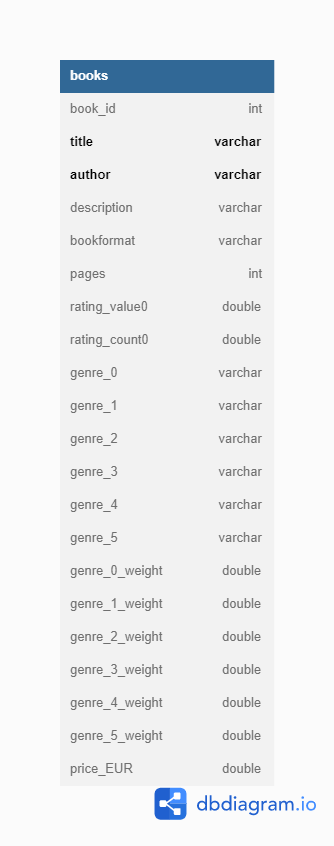 books
book_id int
title varchar
author varchar
description varchar
bookformat varchar
pages int
rating_value0 double
rating_count0 double
genre_0 varchar
genre_1 varchar
genre_2 varchar
genre_3 varchar
genre_4 varchar
genre_5 varchar
genre_0_weight double
genre_1_weight double
genre_2_weight double
genre_3_weight double
genre_4_weight double
genre_5_weight double
price_EUR double
dbdiagram.io